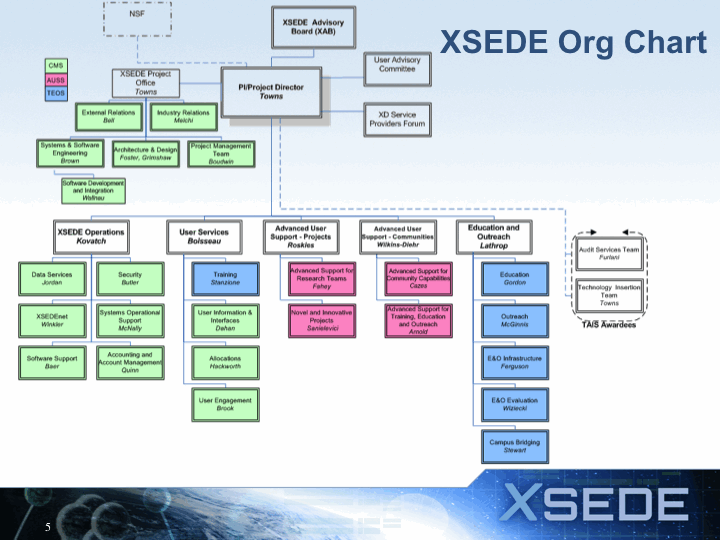 NSF
XSEDE Advisory
Board (XAB)
XSEDE Org Chart
CMS
AUSS
TEOS
XSEDE Project
Office
Towns
PI/Project Director
Towns
User Advisory
Committee
XD Service
Providers Forum
External Relations
Bell
Industry Relations
Melchi
Systems & Software
Engineering
Brown
Architecture & Design
Foster, Grimshaw
Project Management
Team
Boudwin
Software Development
and Integration
Wallnau
XSEDE Operations
Kovatch
User Services
Boisseau
Advanced User
Support - Projects
Roskies
Advanced User
Support - Communities
Wilkins-Diehr
Education and
Outreach
Lathrop
Data Services
Jordan
Security
Butler
XSEDEnet
Winkler
Systems Operational
Support
McNally
Software Support
Baer
Accounting and
Account Management
Quinn
Training
Stanzione
User Information &
Interfaces
Dahan
Allocations
Hackworth
User Engagement
Brook
Advanced Support for
Research Teams
Fahey
Novel and Innovative
Projects
Sanielevici
Advanced Support for
Community Capabilities
Cazes
Advanced Support for
Training, Education
and Outreach
Arnold
Education
Gordon
Outreach
McGinnis
E&O Infrastructure
Ferguson
E&O Evaluation
Wiziecki
Campus Bridging
Stewart
Audit Services Team
Furlani
Technology Insertion
Team
Towns
TAIS Awardees
5
XSEDE